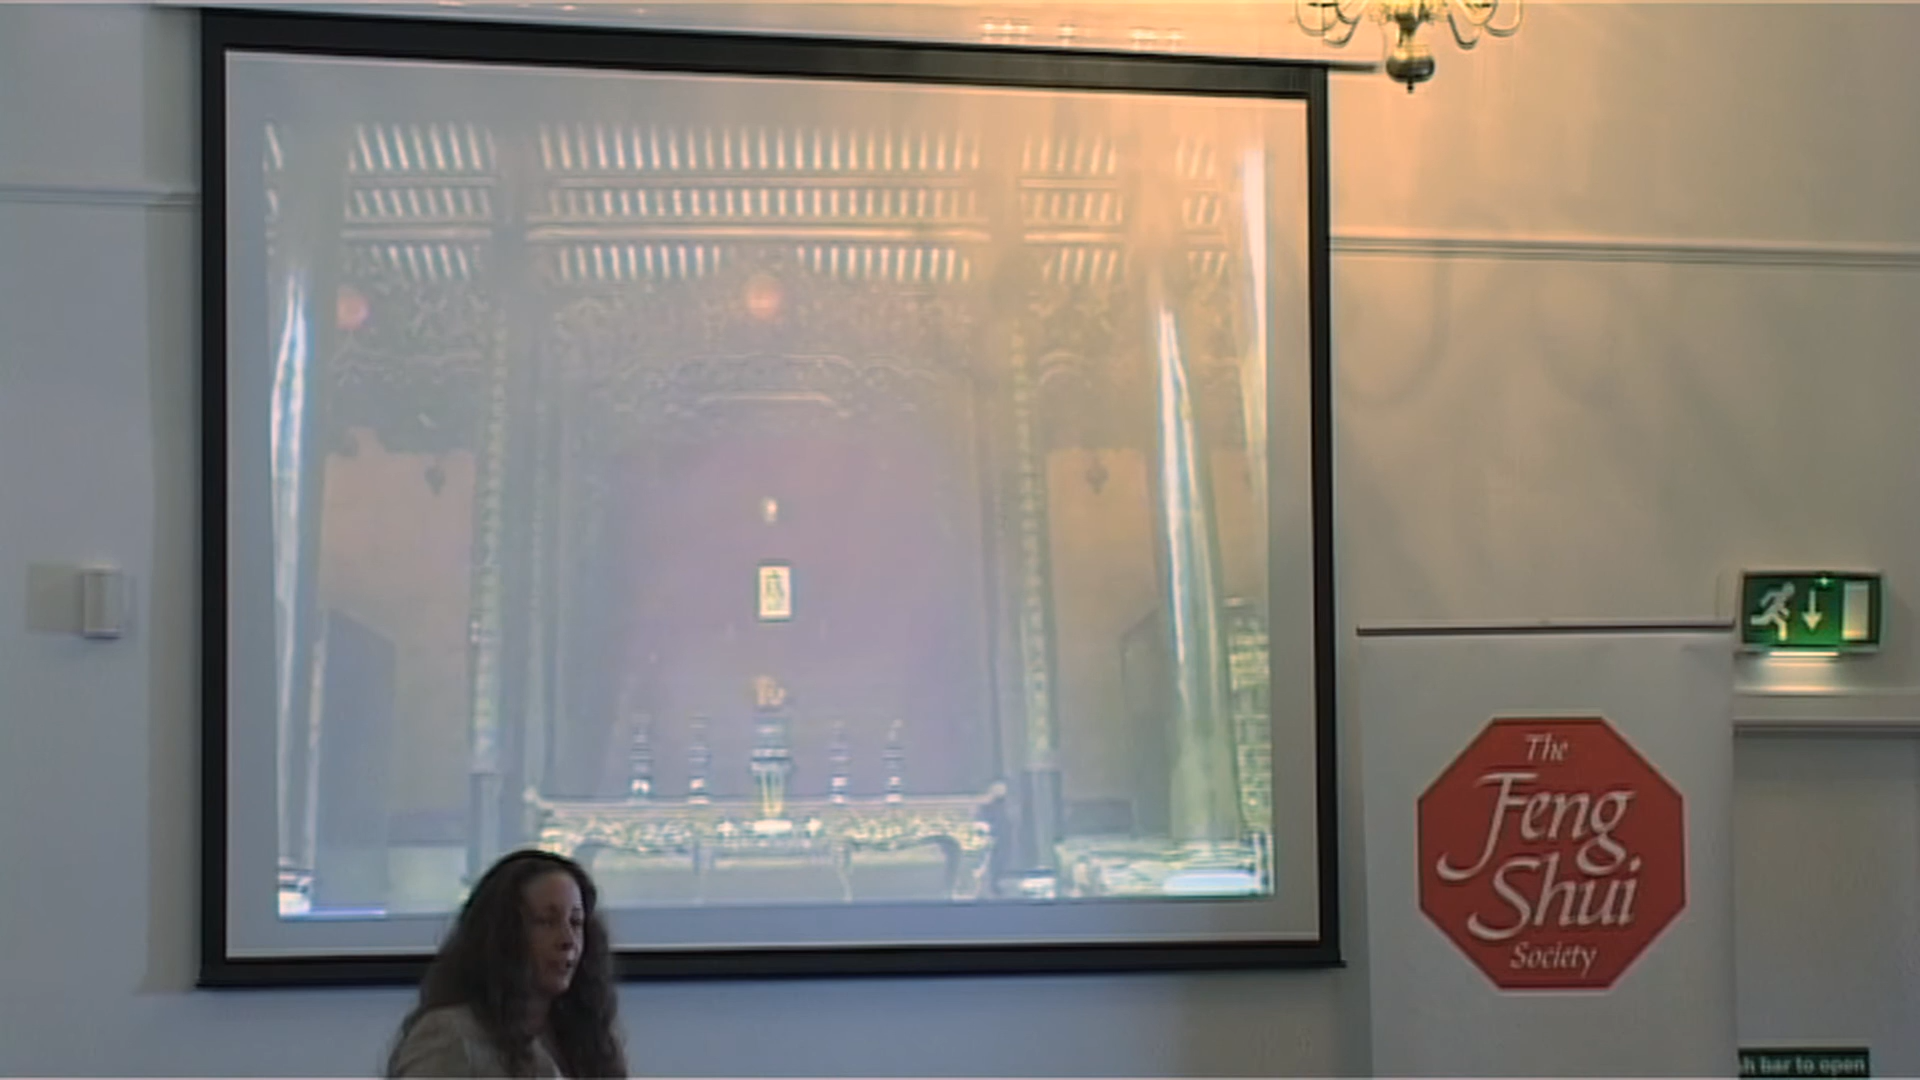 The
Feng
Shui
Society
h bar to open